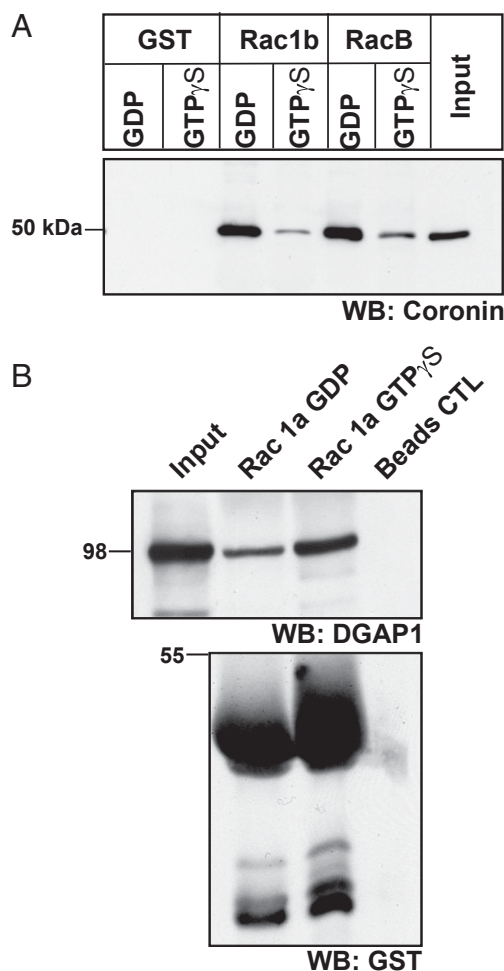 A
GST Rac1b RacB Input
GDP GTPγS GDP GTPγS GDP GTPγS
50 kDa
WB: Coronin
B
Input Rac 1a GDP Rac 1a GTPγS Beads CTL
98
WB: DGAP1
55
WB: GST